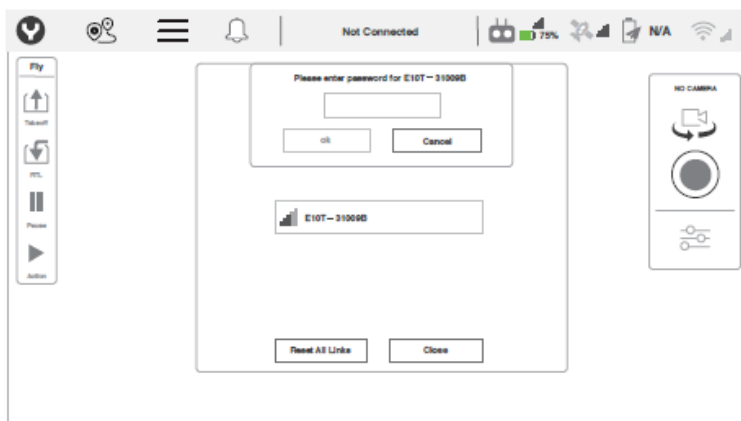 Not Connected
75%
N/A
Fly
Takeoff
RTL
Pause
Action
Please enter password for E10T－31009B
ok
Cancel
E10T－31009B
Reset All Links
Close
NO CAMERA